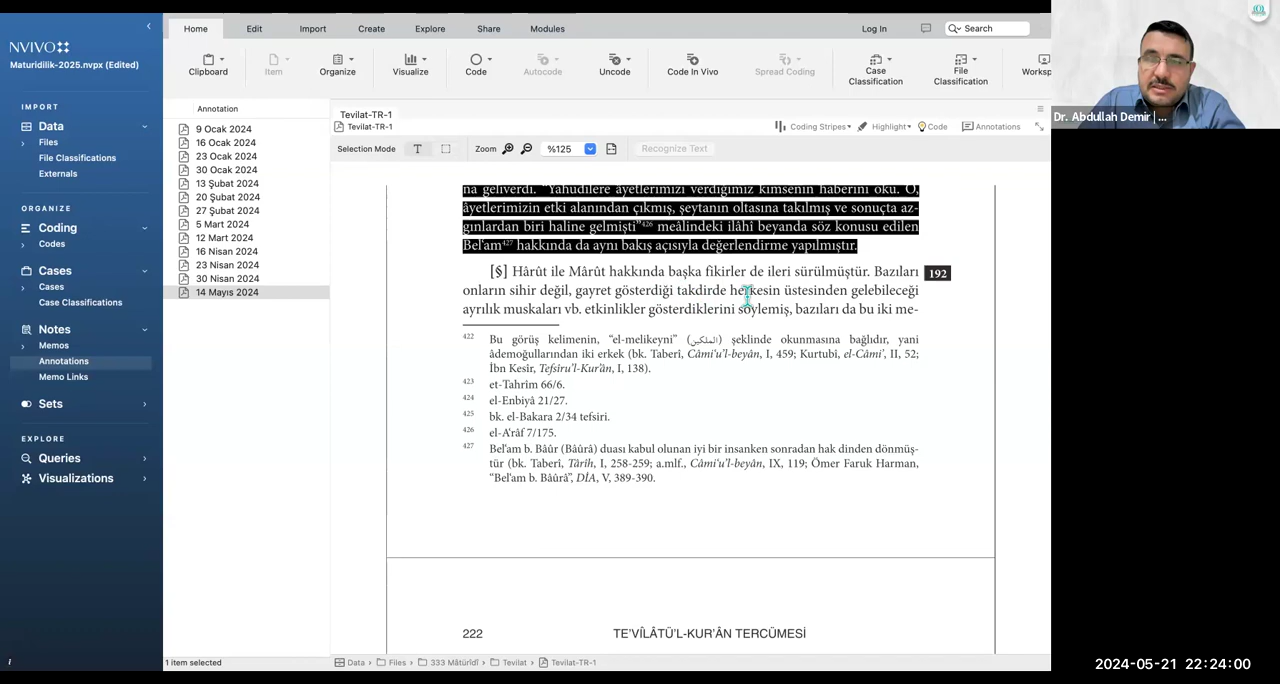 NVIVO
Maturidilik-2025.nvpx (Edited)
IMPORT
Data
Files
File Classifications
Externals
ORGANIZE
Coding
Codes
Cases
Cases
Case Classifications
Notes
Memos
Annotations
Memo Links
Sets
EXPLORE
Queries
Visualizations
Home Edit Import Create Explore Share Modules Log In Search
Clipboard Item Organize Visualize Code Autocode Uncode Code In Vivo Spread Coding Case Classification File Classification Worksp
Annotation
9 Ocak 2024
16 Ocak 2024
23 Ocak 2024
30 Ocak 2024
13 Şubat 2024
20 Şubat 2024
27 Şubat 2024
5 Mart 2024
12 Mart 2024
16 Nisan 2024
23 Nisan 2024
30 Nisan 2024
14 Mayıs 2024
Tevilat-TR-1
Tevilat-TR-1
Coding Stripes Highlight Code Annotations
Selection Mode T Zoom %125 Recognize Text
na geliverdi. "Yahudilere âyetlerimizi verdiğimiz kimsenin haberini oku. O,
âyetlerimizin etki alanından çıkmış, şeytanın oltasına takılmış ve sonuçta az-
gınlardan biri haline gelmişti"426 meâlindeki ilâhî beyanda söz konusu edilen
Bel'am427 hakkında da aynı bakış açısıyla değerlendirme yapılmıştır.
[§] Hârût ile Mârût hakkında başka fikirler de ileri sürülmüştür. Bazıları 192
onların sihir değil, gayret gösterdiği takdirde herkesin üstesinden gelebileceği
ayrılık muskaları vb. etkinlikler gösterdiklerini söylemiş, bazıları da bu iki me-
422 Bu görüş kelimenin, "el-melikeyni" (الملكين) şeklinde okunmasına bağlıdır, yani
âdemoğullarından iki erkek (bk. Taberî, Câmi'u'l-beyân, I, 459; Kurtubî, el-Câmi', II, 52;
İbn Kesîr, Tefsîru'l-Kur'ân, I, 138).
423 et-Tahrîm 66/6.
424 el-Enbiyâ 21/27.
425 bk. el-Bakara 2/34 tefsiri.
426 el-A'râf 7/175.
427 Bel'am b. Bâûr (Bâûrâ) duası kabul olunan iyi bir insanken sonradan hak dinden dönmüş-
tür (bk. Taberî, Târîh, I, 258-259; a.mlf., Câmi'u'l-beyân, IX, 119; Ömer Faruk Harman,
"Bel'am b. Bâûrâ", DİA, V, 389-390.
222 TE'VÎLÂTÜ'L-KUR'ÂN TERCÜMESİ
1 item selected
Data Files 333 Mâtürîdî Tevilat Tevilat-TR-1
Dr. Abdullah Demir | ...
2024-05-21 22:24:00